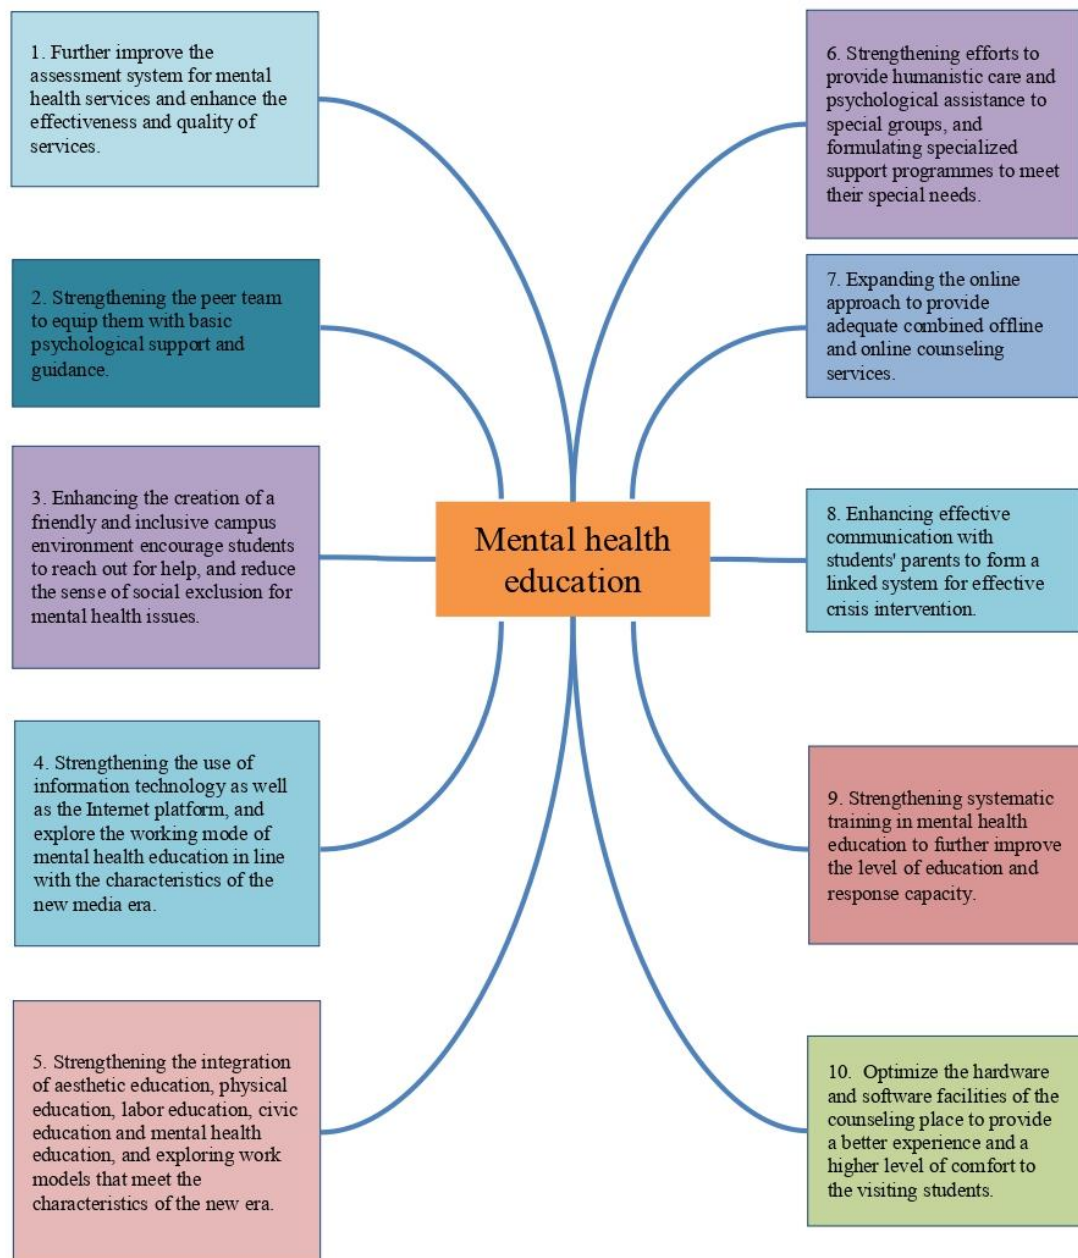 1. Further improve the
assessment system for mental
health services and enhance the
effectiveness and quality of
services.
2. Strengthening the peer team
to equip them with basic
psychological support and
guidance.
3. Enhancing the creation of a
friendly and inclusive campus
environment encourage students
to reach out for help, and reduce
the sense of social exclusion for
mental health issues.
4. Strengthening the use of
information technology as well
as the Internet platform, and
explore the working mode of
mental health education in line
with the characteristics of the
new media era.
5. Strengthening the integration
of aesthetic education, physical
education, labor education, civic
education and mental health
education, and exploring work
models that meet the
characteristics of the new era.
Mental health
education
6. Strengthening efforts to
provide humanistic care and
psychological assistance to
special groups, and
formulating specialized
support programmes to meet
their special needs.
7. Expanding the online
approach to provide
adequate combined offline
and online counseling
services.
8. Enhancing effective
communication with
students' parents to form a
linked system for effective
crisis intervention.
9. Strengthening systematic
training in mental health
education to further improve
the level of education and
response capacity.
10.  Optimize the hardware
and software facilities of the
counseling place to provide
a better experience and a
higher level of comfort to
the visiting students.